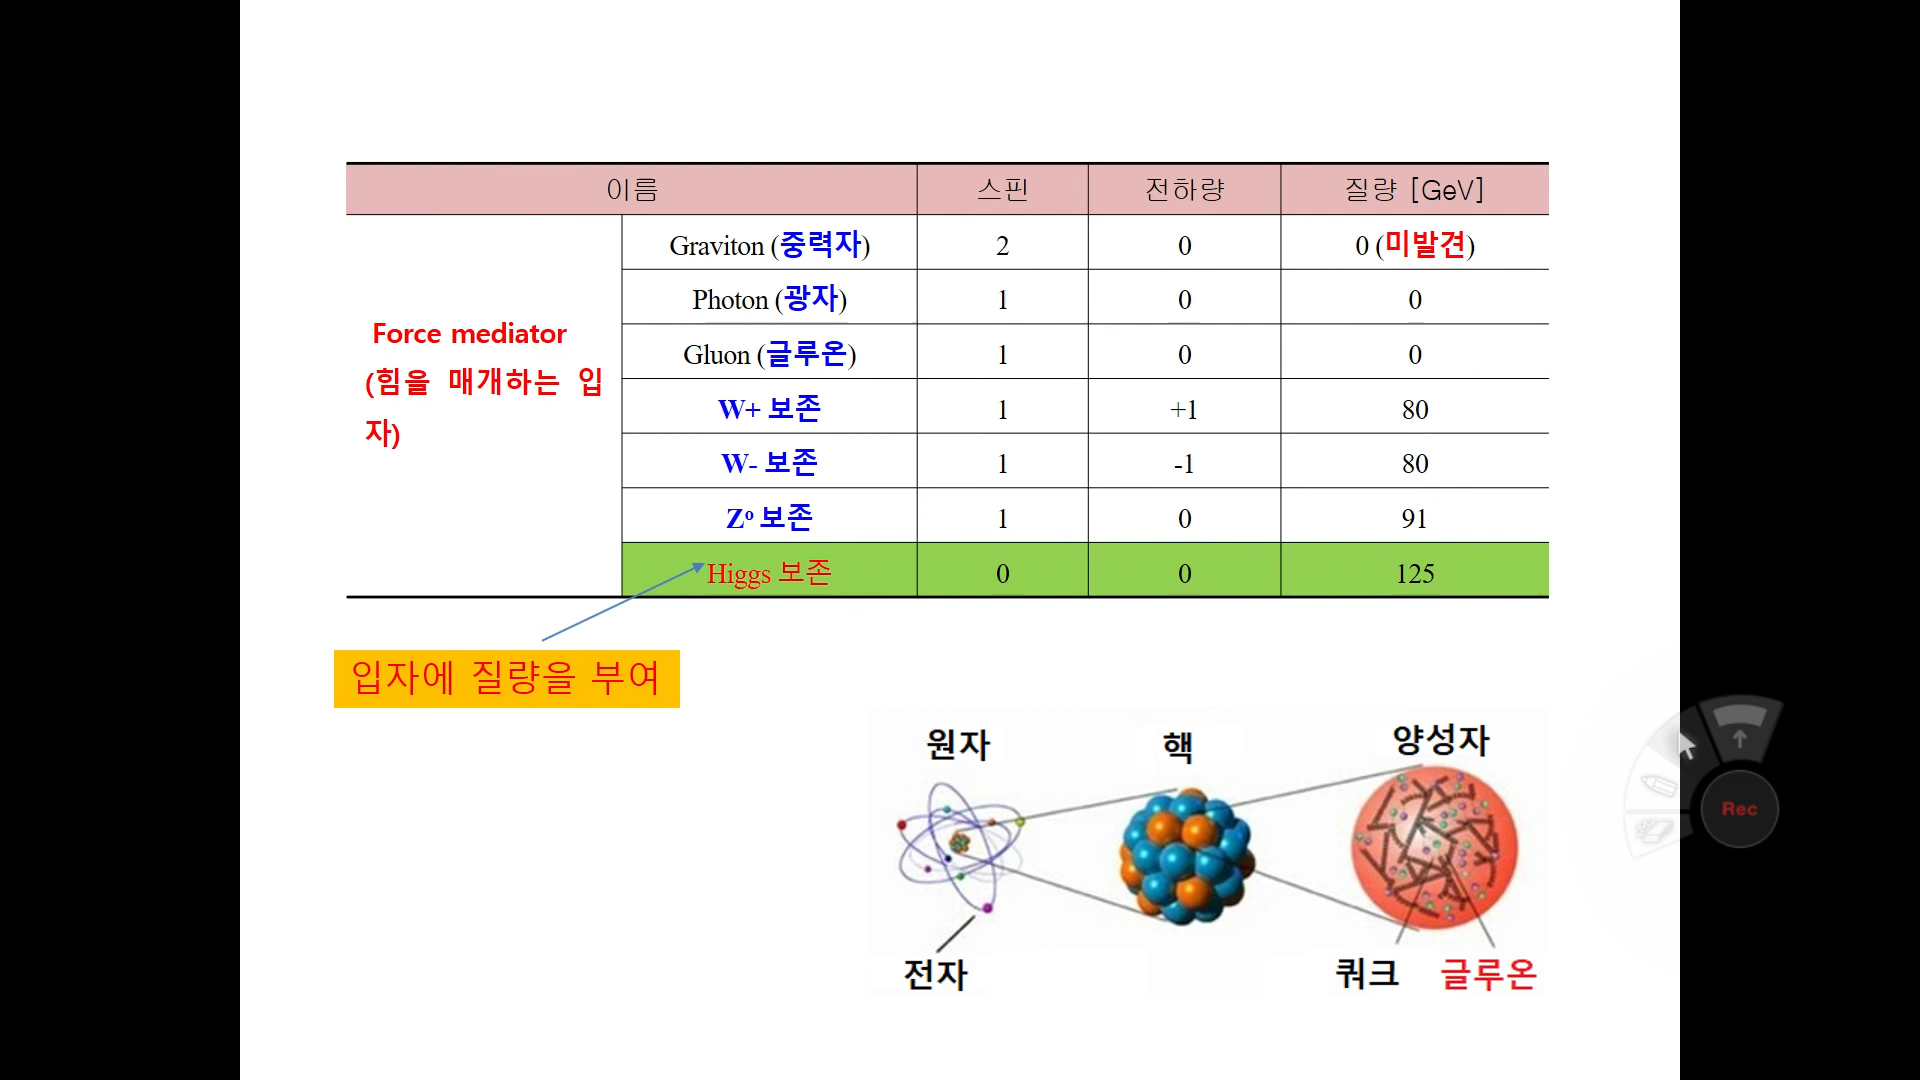 이름 스핀 전하량 질량 [GeV]
Force mediator
(힘을 매개하는 입
자)
Graviton (중력자) 2 0 0 (미발견)
Photon (광자) 1 0 0
Gluon (글루온) 1 0 0
W+ 보존 1 +1 80
W- 보존 1 -1 80
Zo 보존 1 0 91
Higgs 보존 0 0 125
입자에 질량을 부여
원자 핵 양성자
전자 쿼크 글루온
Rec